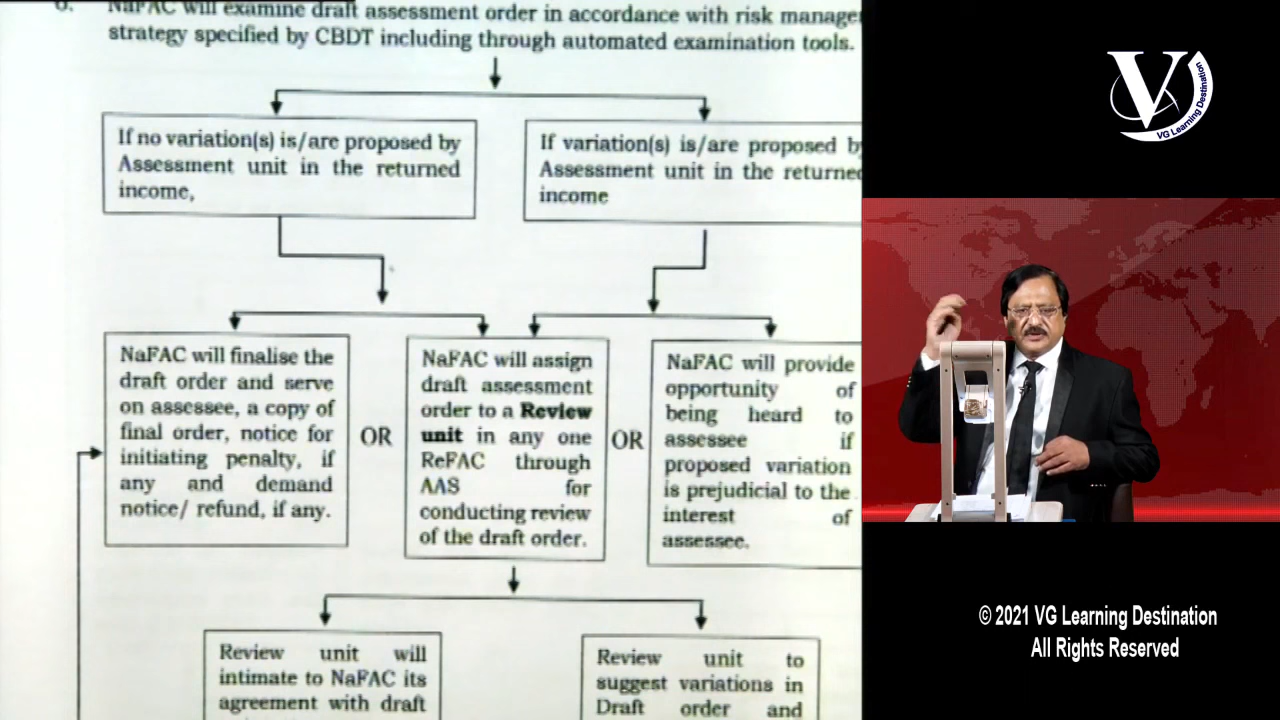 6. NaFAC will examine draft assessment order in accordance with risk manage
strategy specified by CBDT including through automated examination tools.
If no variation(s) is/are proposed by
Assessment unit in the returned
income,
If variation(s) is/are proposed by
Assessment unit in the returned
income
NaFAC will finalise the
draft order and serve
on assessee, a copy of
final order, notice for
initiating penalty, if
any and demand
notice/ refund, if any.
OR
NaFAC will assign
draft assessment
order to a Review
unit in any one
ReFAC through
AAS for
conducting review
of the draft order.
OR
NaFAC will provide
opportunity of
being heard to
assessee if
proposed variation
is prejudicial to the
interest of
assessee.
Review unit will
intimate to NaFAC its
agreement with draft
Review unit to
suggest variations in
Draft order and
V
VG Learning Destination
© 2021 VG Learning Destination
All Rights Reserved